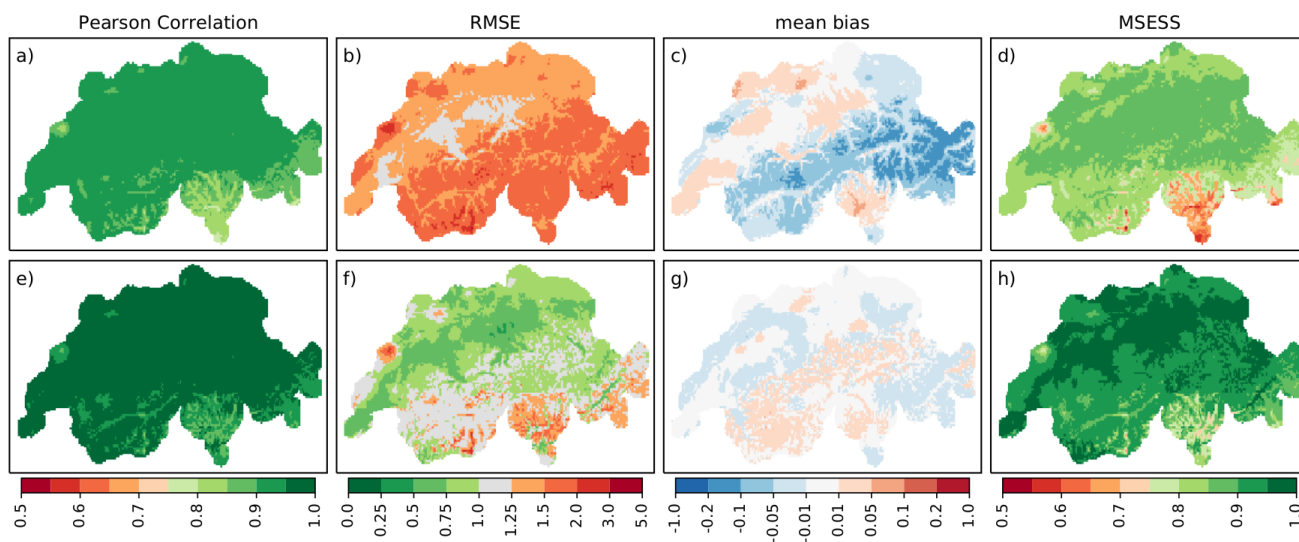 Pearson Correlation RMSE mean bias MSESS
a) b) c) d)
e) f) g) h)
0.5 0.6 0.7 0.8 0.9 1.0 0.0 0.25 0.5 0.75 1.0 1.25 1.5 2.0 3.0 5.0 -1.0 -0.2 -0.1 -0.05 -0.01 0.01 0.05 0.1 0.2 1.0 0.5 0.6 0.7 0.8 0.9 1.0